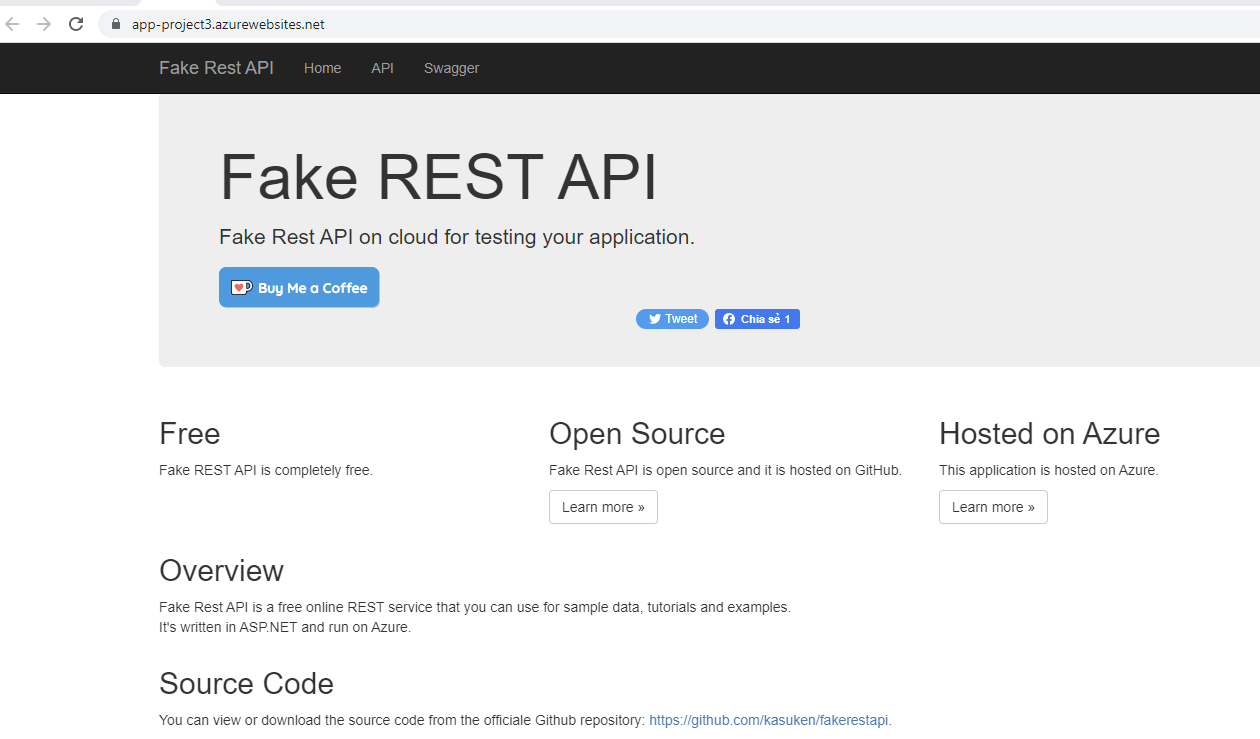 app-project3.azurewebsites.net
Fake Rest API Home API Swagger
Fake REST API
Fake Rest API on cloud for testing your application.
Buy Me a Coffee
Tweet Chia sẻ 1
Free
Fake REST API is completely free.
Open Source
Fake Rest API is open source and it is hosted on GitHub.
Learn more »
Hosted on Azure
This application is hosted on Azure.
Learn more »
Overview
Fake Rest API is a free online REST service that you can use for sample data, tutorials and examples.
It's written in ASP.NET and run on Azure.
Source Code
You can view or download the source code from the officiale Github repository: https://github.com/kasuken/fakerestapi.